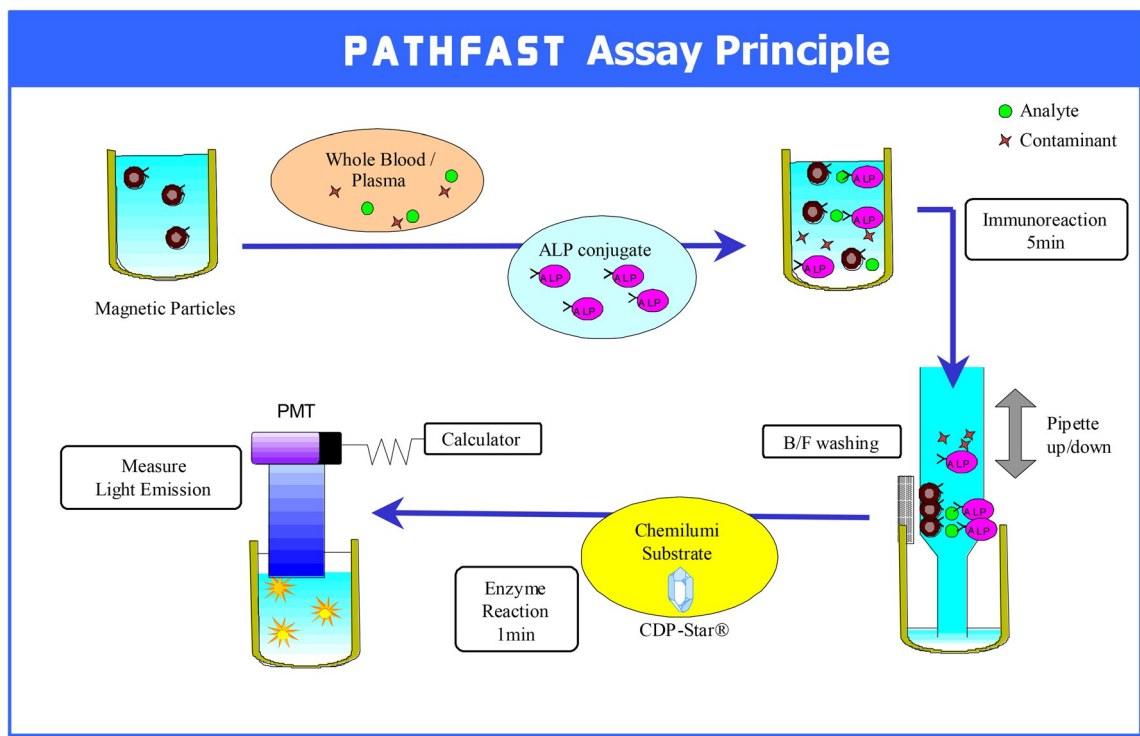 PATHFAST Assay Principle
Analyte
Contaminant
Whole Blood /
Plasma
ALP conjugate
ALP
ALP
ALP
ALP
Magnetic Particles
ALP
ALP
ALP
Immunoreaction
5min
Pipette
up/down
B/F washing
ALP
ALP
ALP
Chemilumi
Substrate
CDP-Star®
Enzyme
Reaction
1min
PMT
Calculator
Measure
Light Emission